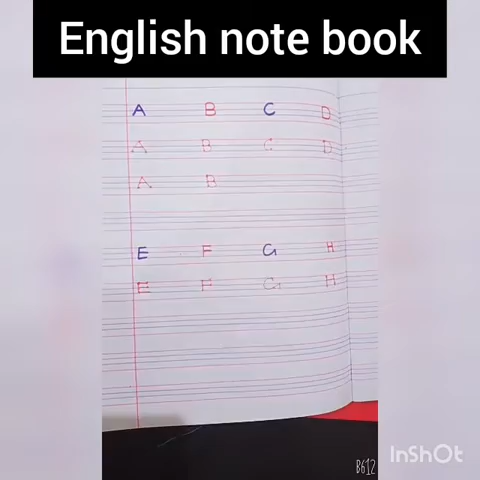 English note book
A B C D
A B C D
A B
E F G H
E F G H
B612
InShOt